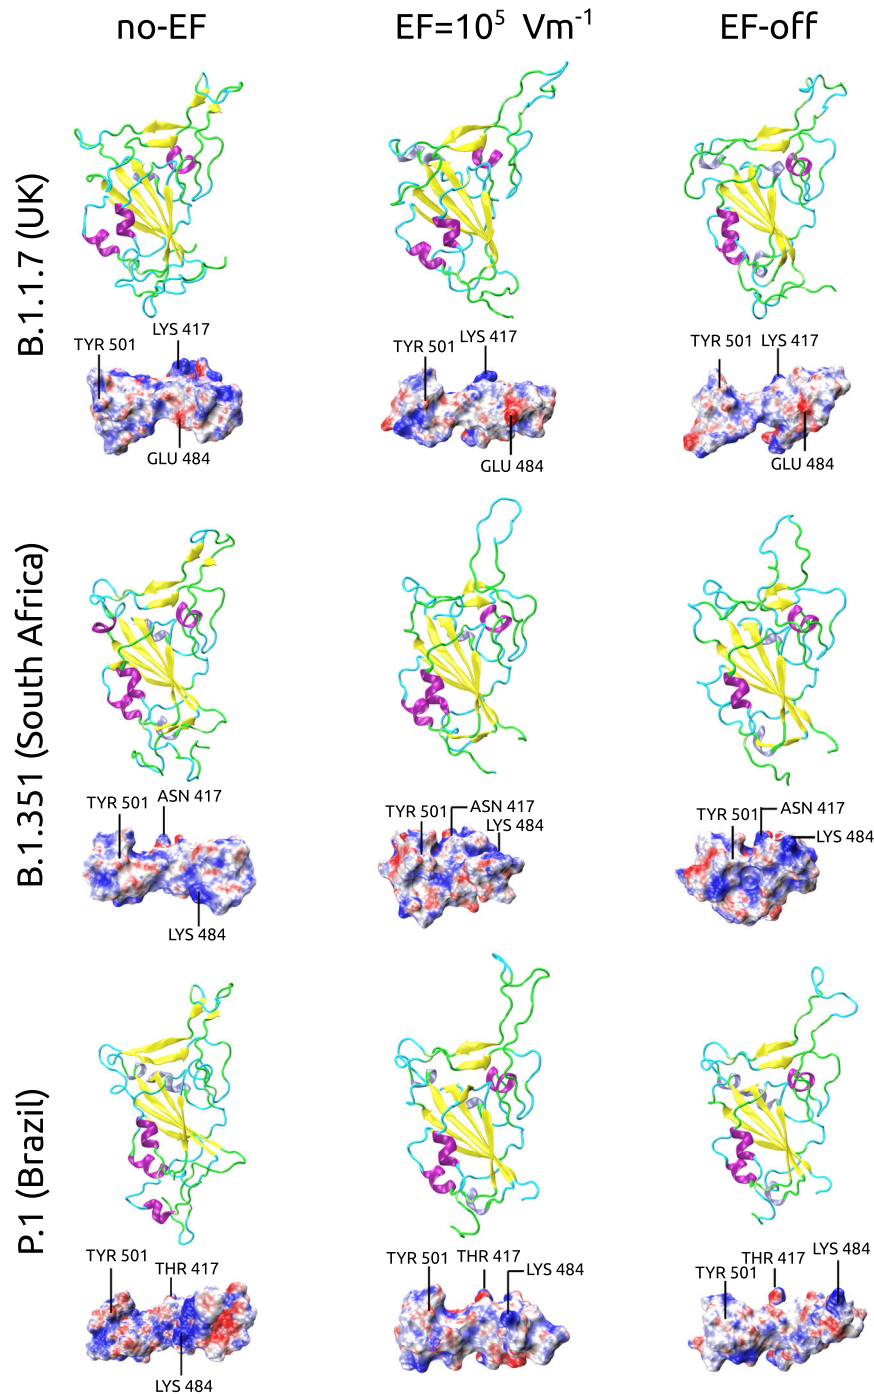 no-EF
EF=10⁵ Vm⁻¹
EF-off
B.1.1.7 (UK)
TYR 501
LYS 417
GLU 484
TYR 501
LYS 417
GLU 484
TYR 501
LYS 417
GLU 484
B.1.351 (South Africa)
TYR 501
ASN 417
LYS 484
TYR 501
ASN 417
LYS 484
TYR 501
ASN 417
LYS 484
P.1 (Brazil)
TYR 501
THR 417
LYS 484
TYR 501
THR 417
LYS 484
TYR 501
THR 417
LYS 484